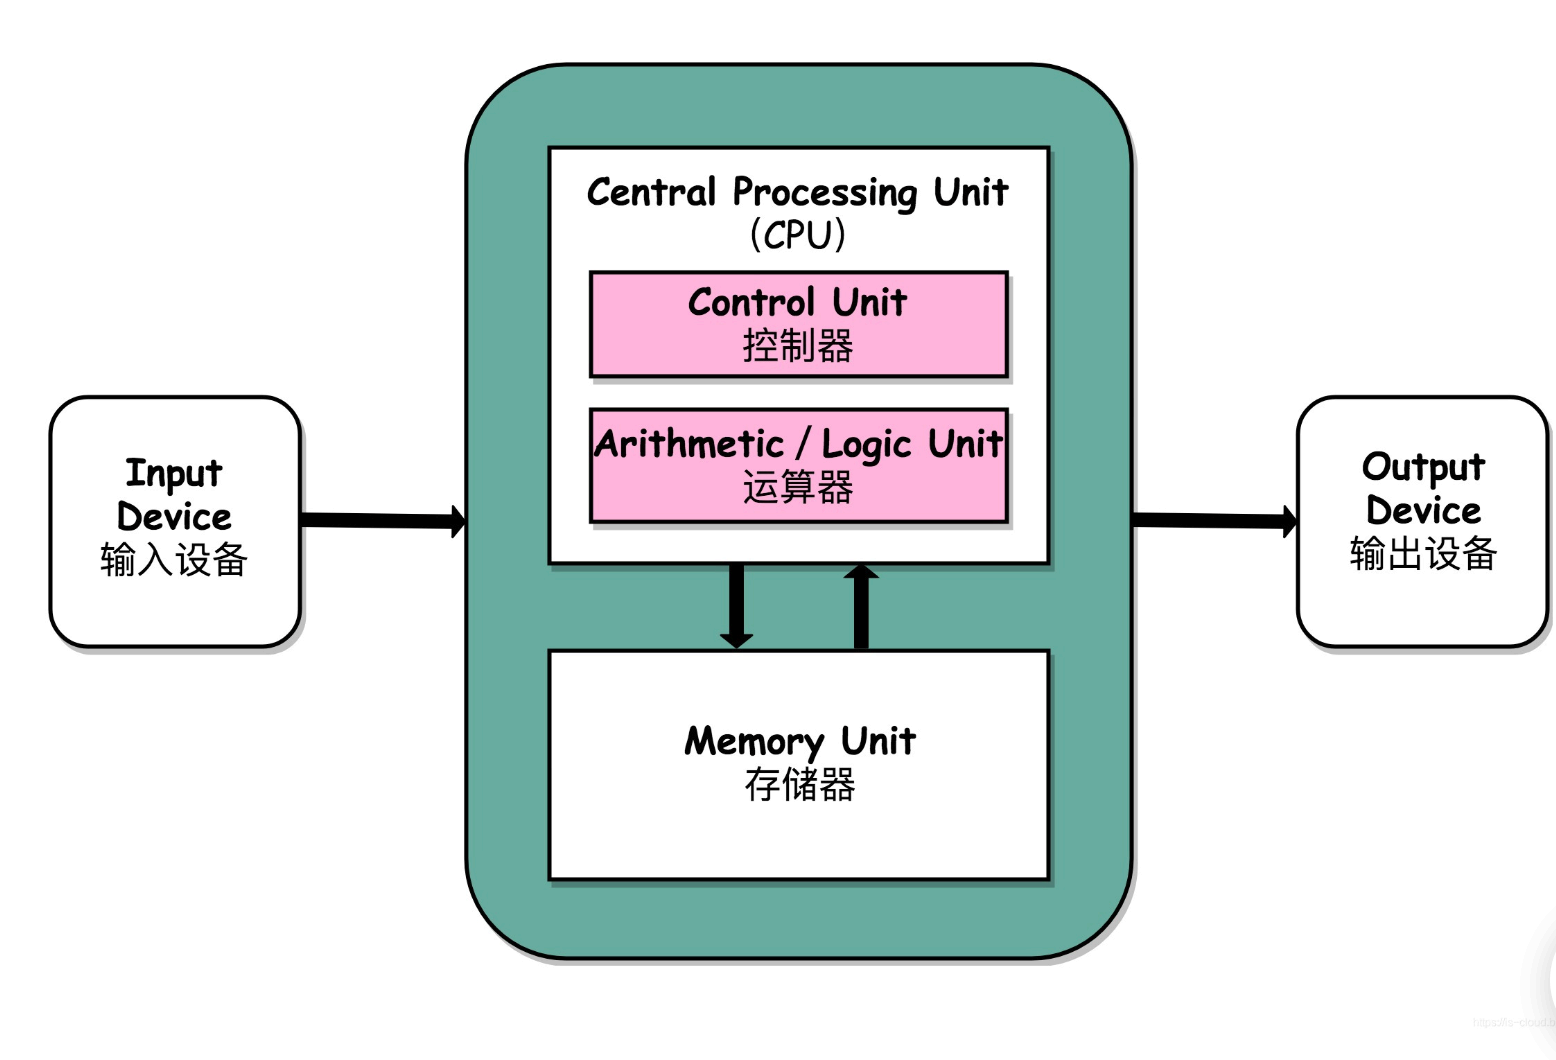 Central Processing Unit
(CPU)
Control Unit
控制器
Arithmetic / Logic Unit
运算器
Input
Device
输入设备
Output
Device
输出设备
Memory Unit
存储器